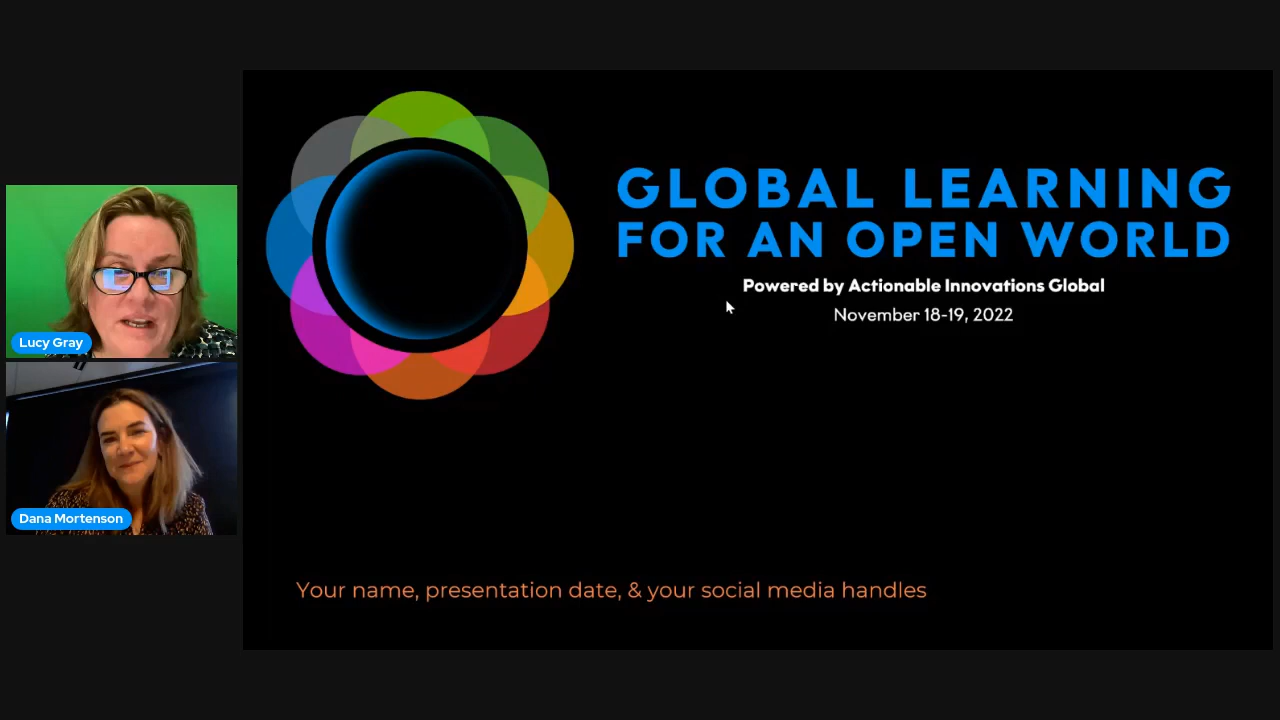 Lucy Gray
Dana Mortenson
GLOBAL LEARNING
FOR AN OPEN WORLD
Powered by Actionable Innovations Global
November 18-19, 2022
Your name, presentation date, & your social media handles